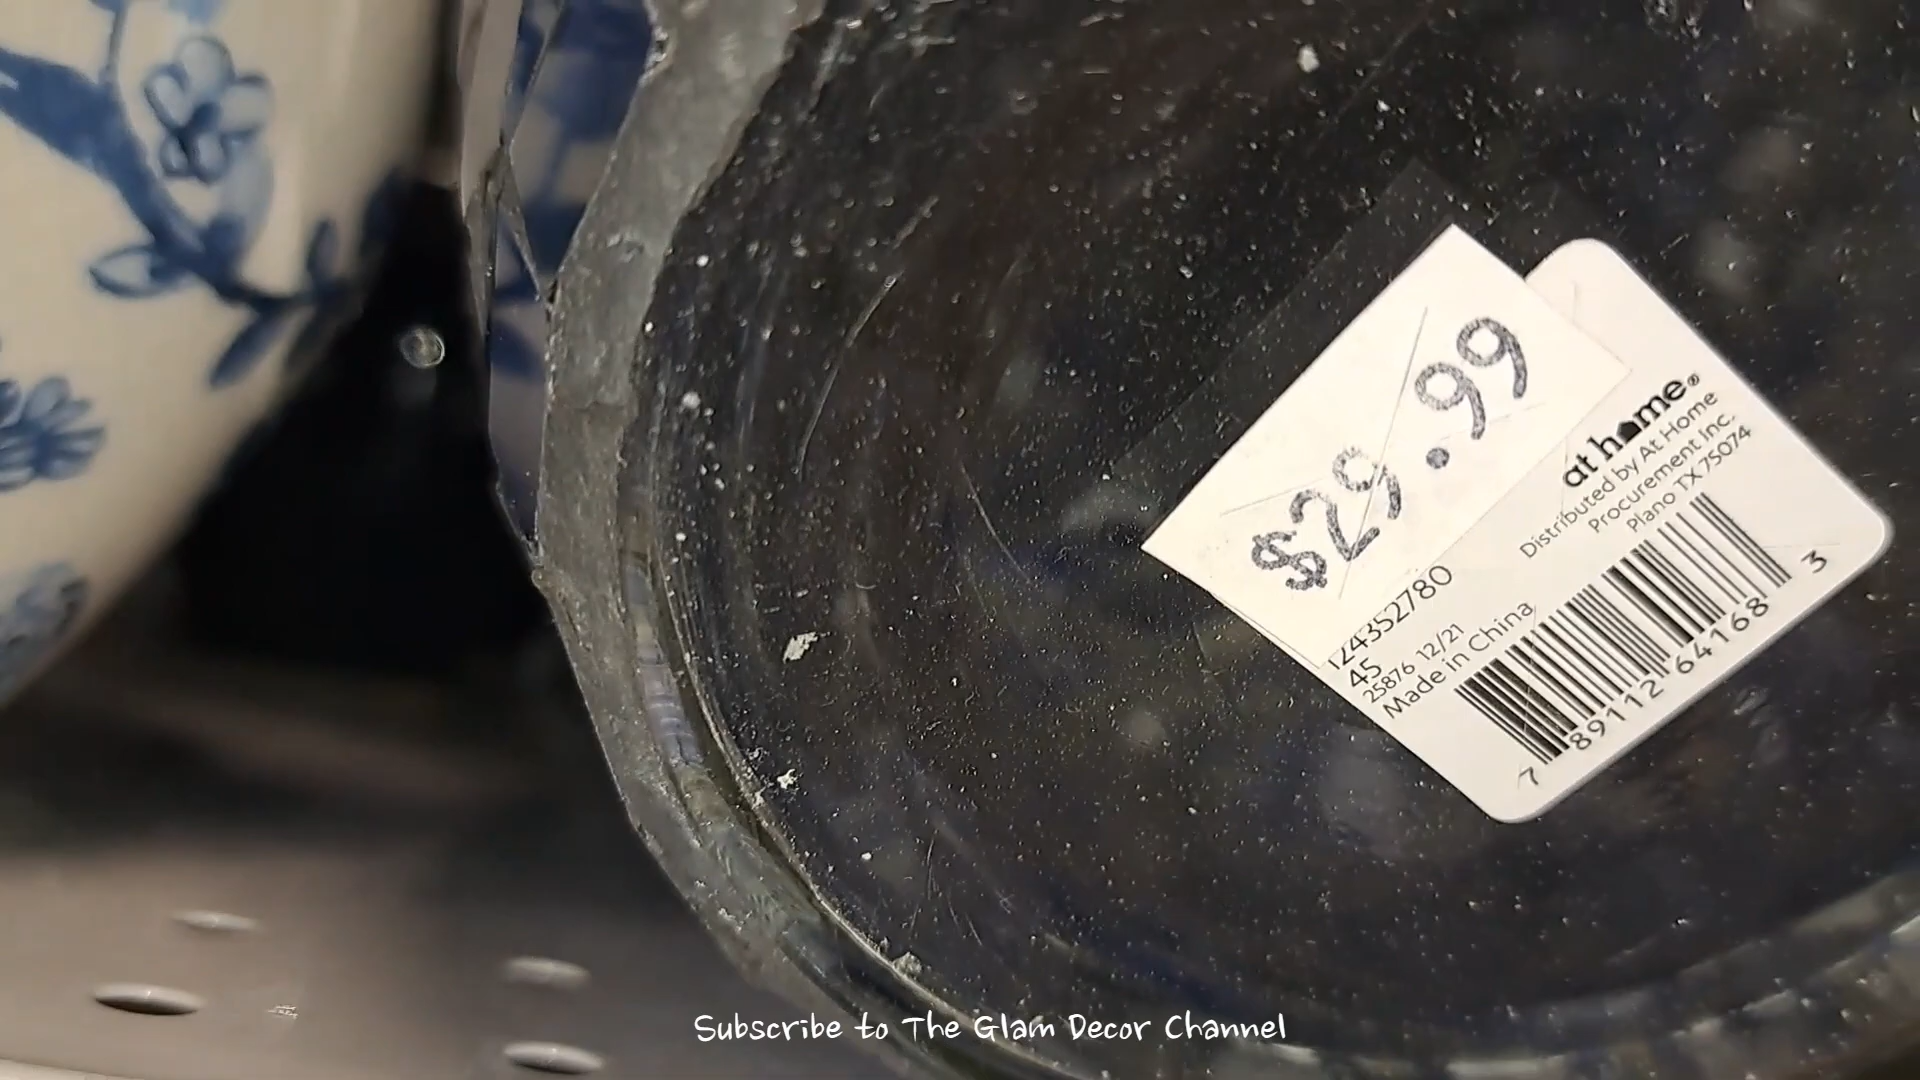 $29.99
at home®
Distributed by At Home
Procurement Inc.
Plano TX 75074
124352780
45
25876 12/21
Made in China
7 89112 64168 3
Subscribe to The Glam Decor Channel